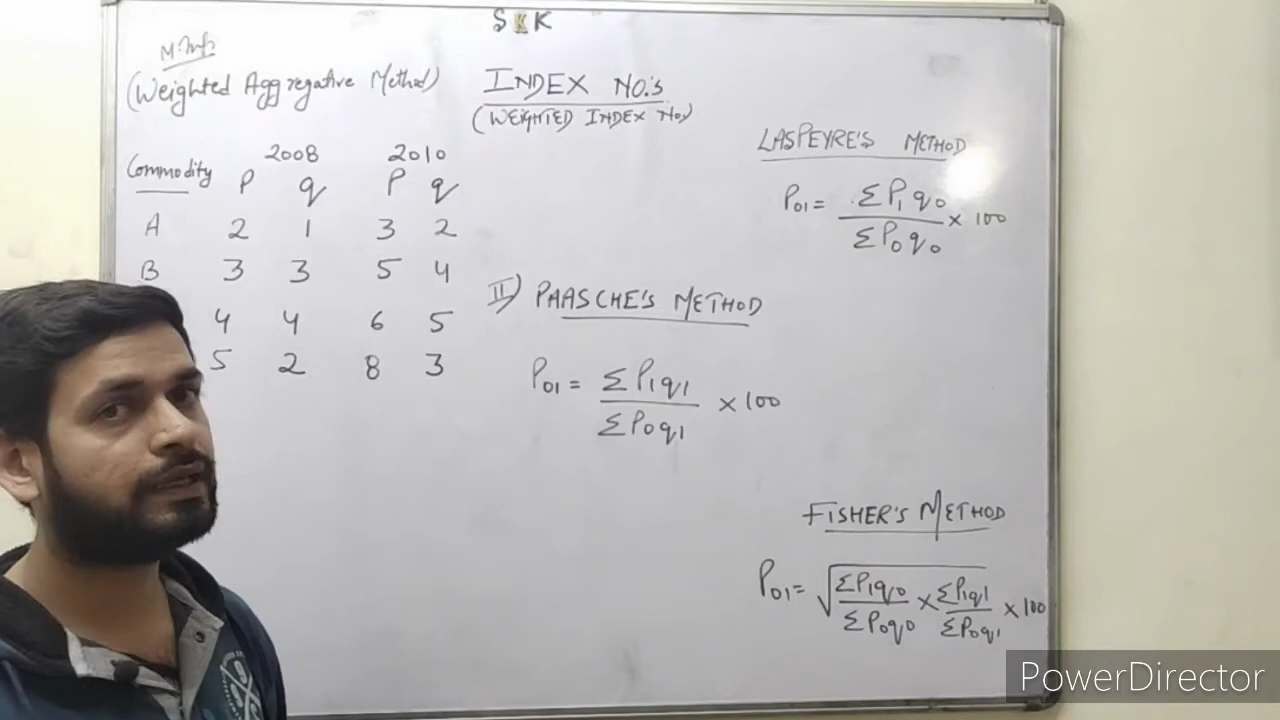 SKK
M.Imp
(Weighted Aggregative Method)
INDEX NO.'S
(WEIGHTED INDEX No.)
Commodity 2008 2010
P q P q
A 2 1 3 2
B 3 3 5 4
4 4 6 5
5 2 8 3
LASPEYRE'S METHOD
P01 = ΣP1q0 / ΣP0q0 × 100
II) PAASCHE'S METHOD
P01 = ΣP1q1 / ΣP0q1 × 100
FISHER'S METHOD
P01 = √ΣP1q0 / ΣP0q0 × ΣP1q1 / ΣP0q1 × 100
PowerDirector